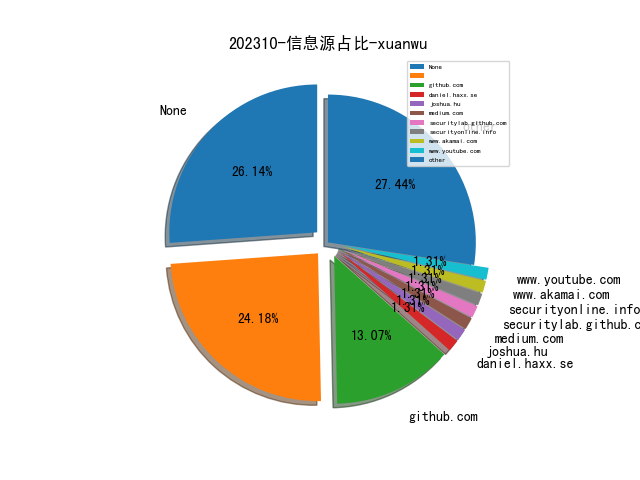 202310-信息源占比-xuanwu
None
github.com
daniel.haxx.se
joshua.hu
medium.com
securitylab.github.com
securityonline.info
www.akamai.com
www.youtube.com
other
None
other
26.14%
27.44%
24.18%
13.07%
1.31%
1.31%
1.31%
1.31%
1.31%
1.31%
1.31%
www.youtube.com
www.akamai.com
securityonline.info
securitylab.github.c
medium.com
joshua.hu
daniel.haxx.se
github.com